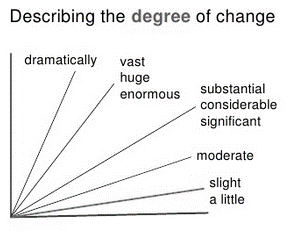 Describing the degree of change
dramatically
vast
huge
enormous
substantial
considerable
significant
moderate
slight
a little